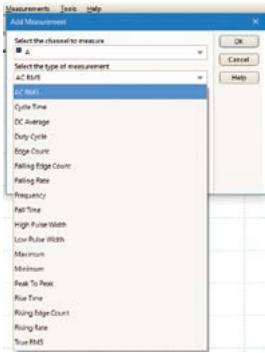 Measurements Tools Help
Add Measurement
Select the channel to measure
A
Select the type of measurement
AC RMS
OK
Cancel
Help
AC RMS
Cycle Time
DC Average
Duty Cycle
Edge Count
Falling Edge Count
Falling Rate
Frequency
Fall Time
High Pulse Width
Low Pulse Width
Maximum
Minimum
Peak To Peak
Rise Time
Rising Edge Count
Rising Rate
True RMS